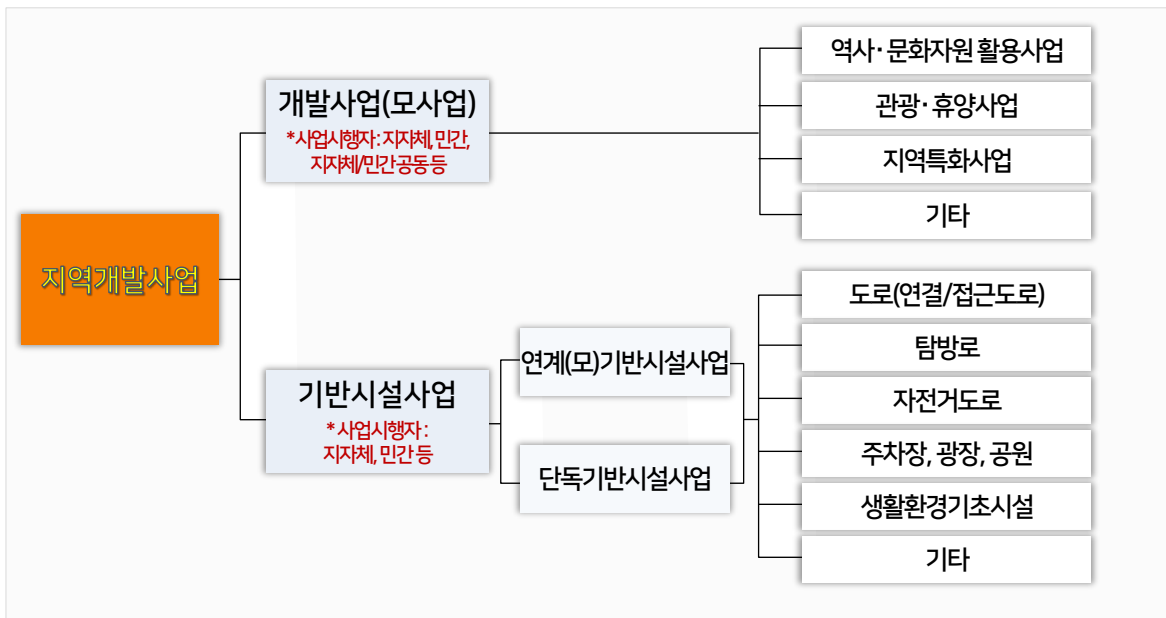 지역개발사업
개발사업(모사업)
*사업시행자 : 지자체, 민간,
지자체/민간 공동 등
역사· 문화자원 활용사업
관광· 휴양사업
지역특화사업
기타
기반시설사업
* 사업시행자 :
지자체, 민간 등
연계(모)기반시설사업
단독기반시설사업
도로(연결/접근도로)
탐방로
자전거도로
주차장, 광장, 공원
생활환경기초시설
기타